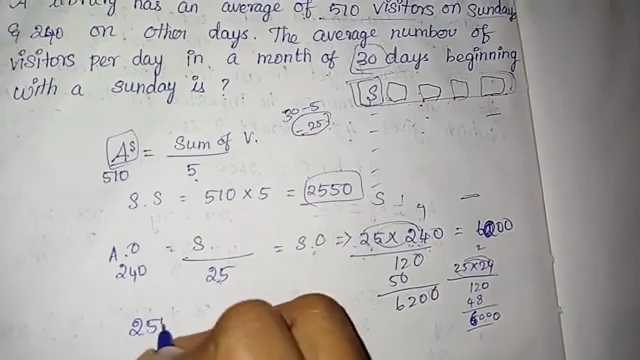 A library has an average of 510 visitors on Sunday
& 240 on other days. The average number of
visitors per day in a month of 30 days beginning
with a sunday is ?
S
30-5
= 25
A^S = Sum of V.
510 5
S.S = 510 × 5 = 2550
A.O = S.. = S.O => 25 × 240 = 6000
240 25
120
50
6200
25×24
120
48
6000
255